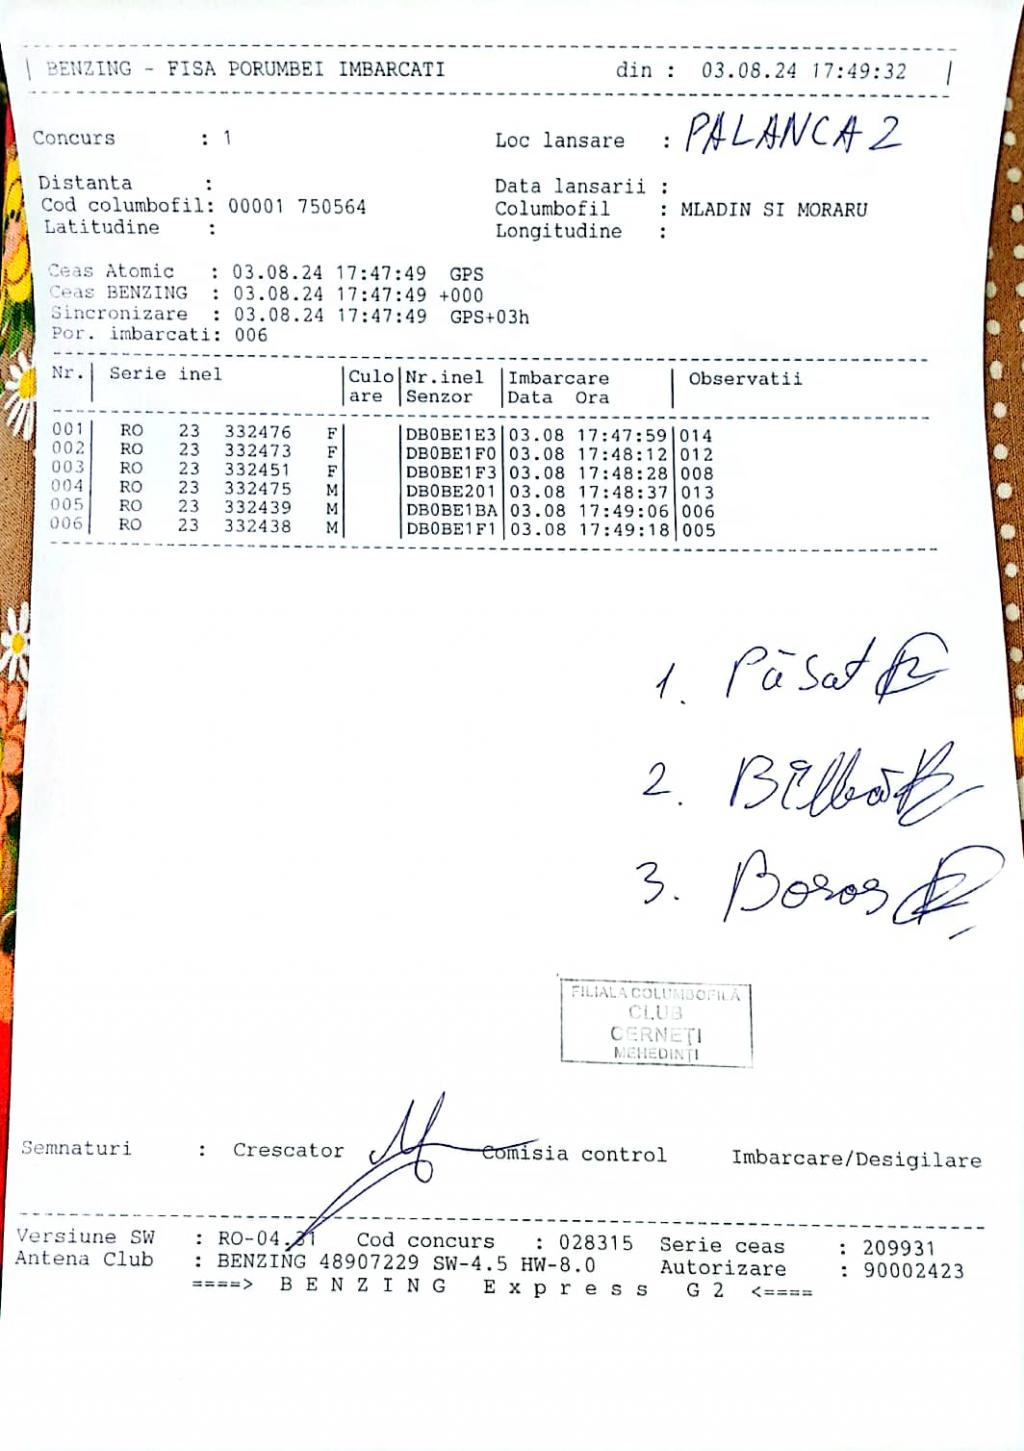 BENZING - FISA PORUMBEI IMBARCATI din : 03.08.24 17:49:32
Concurs : 1 Loc lansare : PALANCA 2
Distanta : Data lansarii :
Cod columbofil: 00001 750564 Columbofil : MLADIN SI MORARU
Latitudine : Longitudine :
Ceas Atomic : 03.08.24 17:47:49 GPS
Ceas BENZING : 03.08.24 17:47:49 +000
Sincronizare : 03.08.24 17:47:49 GPS+03h
Por. imbarcati: 006
Nr. Serie inel Culo Nr.inel Imbarcare Observatii
are Senzor Data Ora
001 RO 23 332476 F DB0BE1E3 03.08 17:47:59 014
002 RO 23 332473 F DB0BE1F0 03.08 17:48:12 012
003 RO 23 332451 F DB0BE1F3 03.08 17:48:28 008
004 RO 23 332475 M DB0BE201 03.08 17:48:37 013
005 RO 23 332439 M DB0BE1BA 03.08 17:49:06 006
006 RO 23 332438 M DB0BE1F1 03.08 17:49:18 005
1. Păsat
2. Bîlbă
3. Boros
FILIALA COLUMBOFILĂ
CLUB
CERNEȚI
MEHEDINȚI
Semnaturi : Crescator Comisia control Imbarcare/Desigilare
Versiune SW : RO-04.31 Cod concurs : 028315 Serie ceas : 209931
Antena Club : BENZING 48907229 SW-4.5 HW-8.0 Autorizare : 90002423
====> B E N Z I N G E x p r e s s G 2 <====